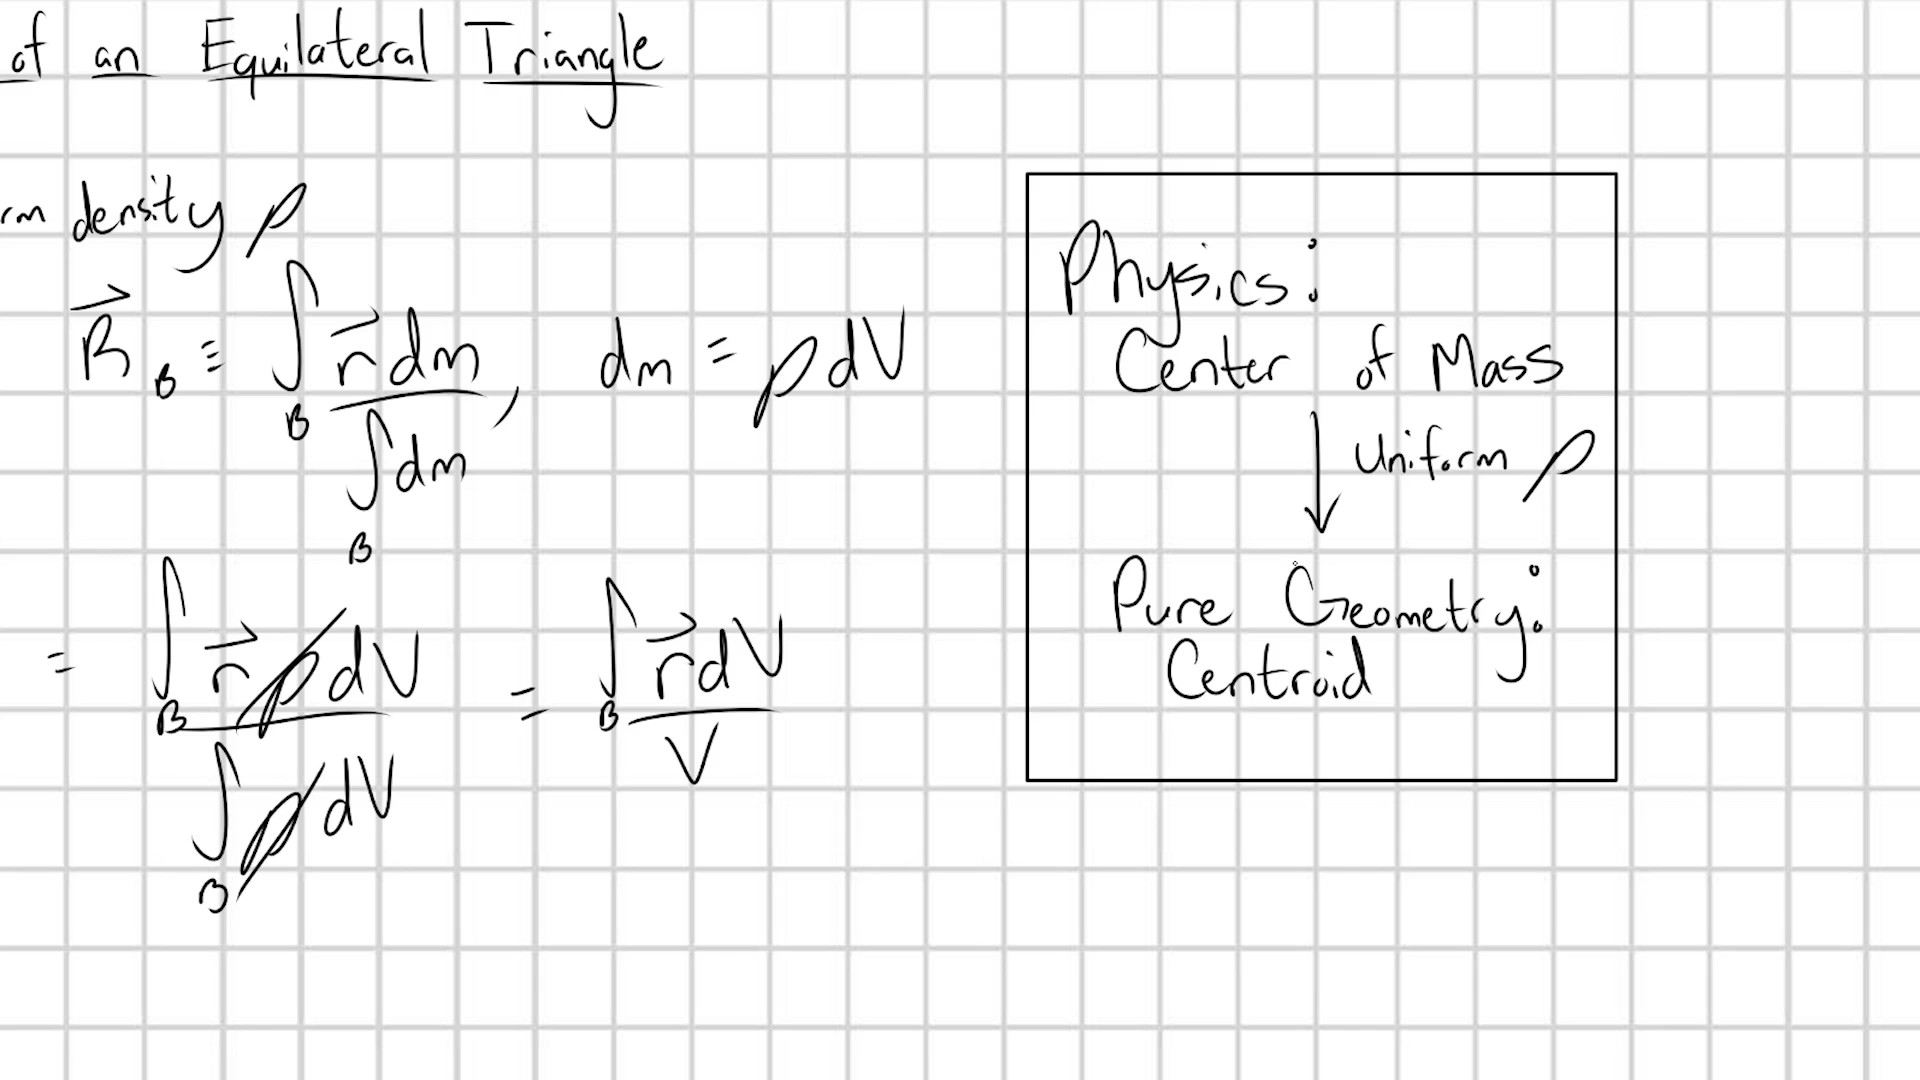 of an Equilateral Triangle
rm density ρ
R⃗_B ≡ ∫_B r⃗ dm / ∫_B dm , dm = ρ dV
= ∫_B r⃗ ρ dV / ∫_B ρ dV = ∫_B r⃗ dV / V
Physics:
Center of Mass
Uniform ρ
Pure Geometry:
Centroid